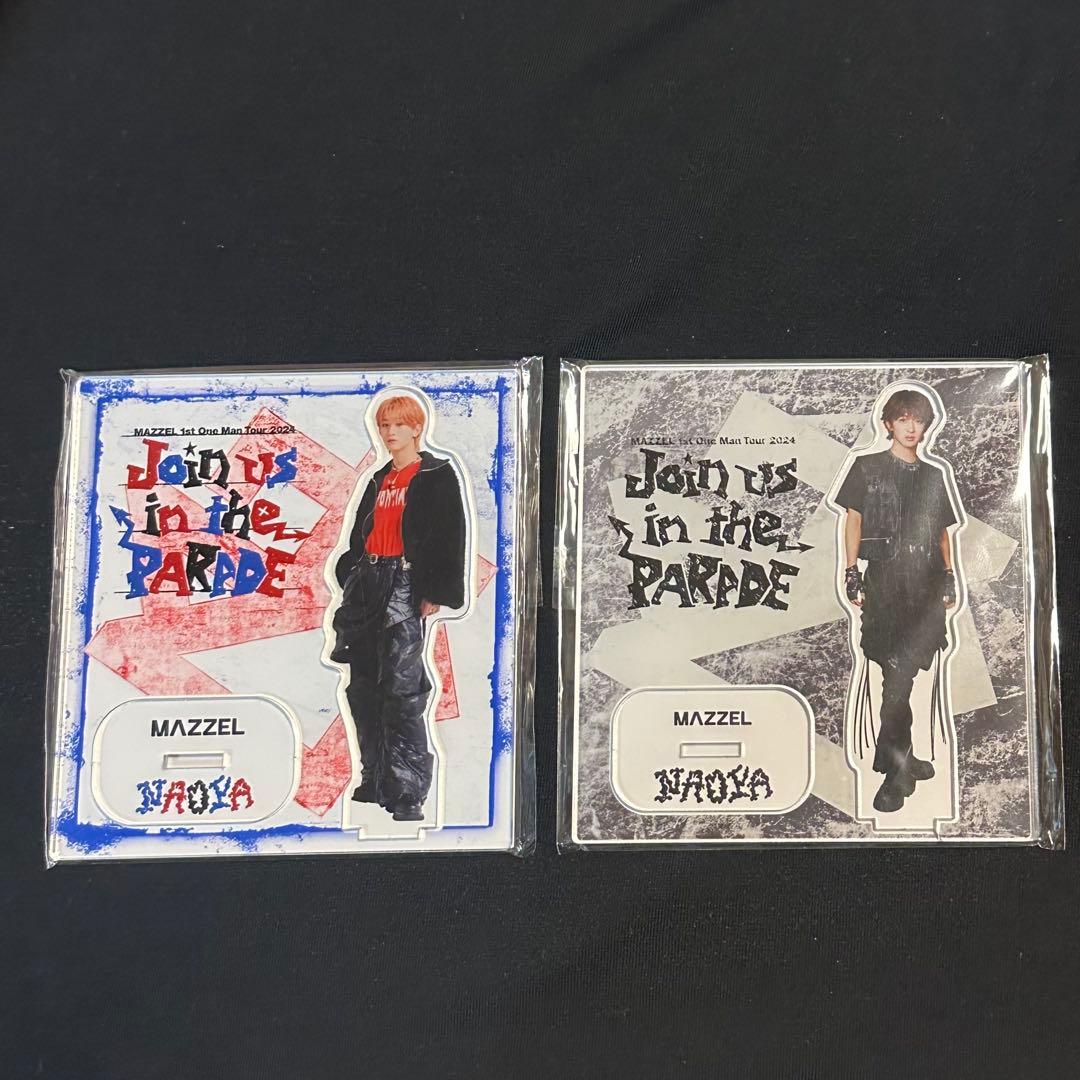 MAZZEL 1st One Man Tour 2024
Join us
in the
PARADE
MAZZEL
NAOYA
MAZZEL 1st One Man Tour 2024
Join us
in the
PARADE
MAZZEL
NAOYA